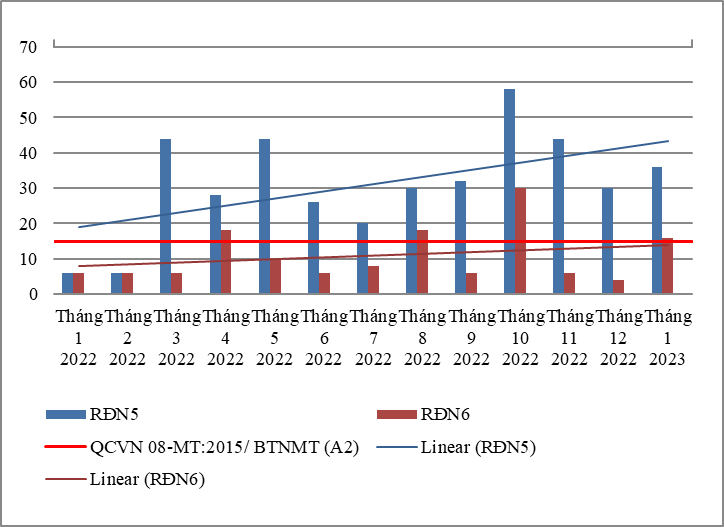 70
60
50
40
30
20
10
0
Tháng Tháng Tháng Tháng Tháng Tháng Tháng Tháng Tháng Tháng Tháng Tháng Tháng
1 2 3 4 5 6 7 8 9 10 11 12 1
2022 2022 2022 2022 2022 2022 2022 2022 2022 2022 2022 2022 2023
RĐN5 RĐN6
QCVN 08-MT:2015/ BTNMT (A2) Linear (RĐN5)
Linear (RĐN6)